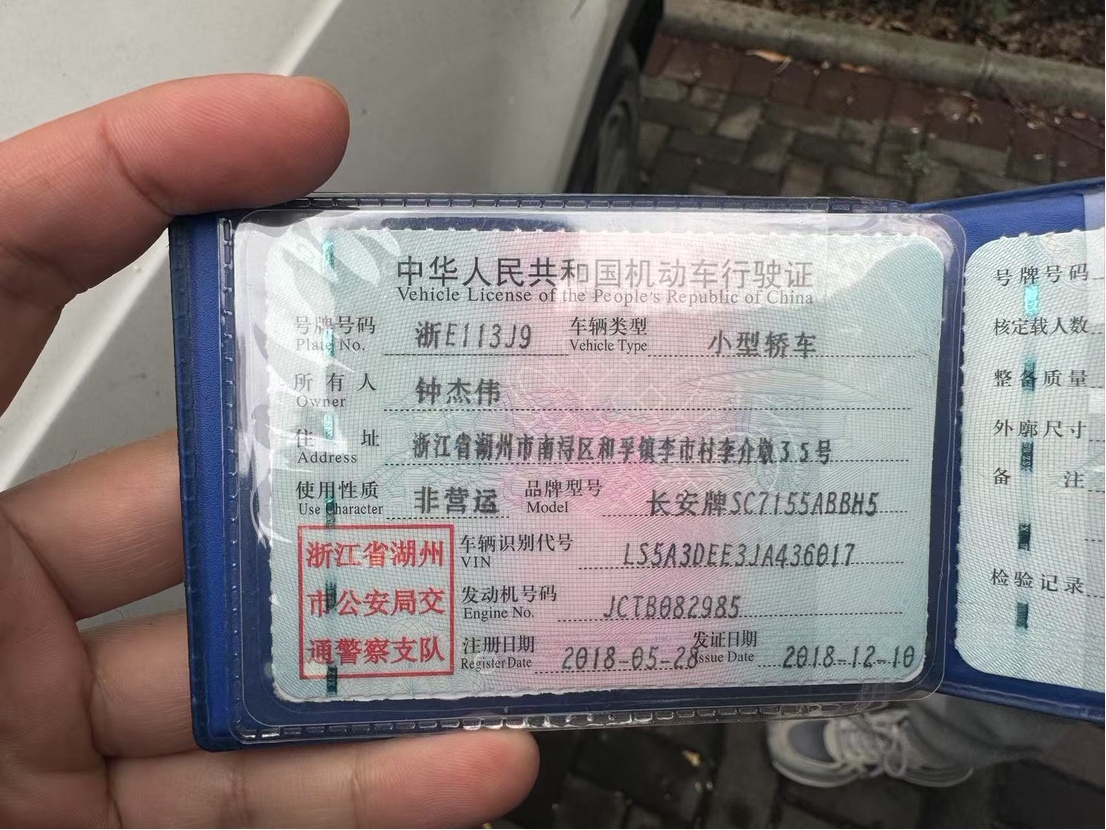 中华人民共和国机动车行驶证
Vehicle License of the People's Republic of China
号牌号码 浙E113J9 车辆类型 小型轿车
Plate No. Vehicle Type
所有人 钟杰伟
Owner
住址 浙江省湖州市南浔区和孚镇李市村李介墩35号
Address
使用性质 非营运 品牌型号 长安牌SC7155ABBH5
Use Character Model
浙江省湖州
市公安局交
通警察支队
车辆识别代号 LS5A3DEE3JA436017
VIN
发动机号码 JCTB082985
Engine No.
注册日期 2018-05-28 发证日期 2018-12-10
Register Date Issue Date
号牌号码
核定载人数
整备质量
外廓尺寸
备注
检验记录